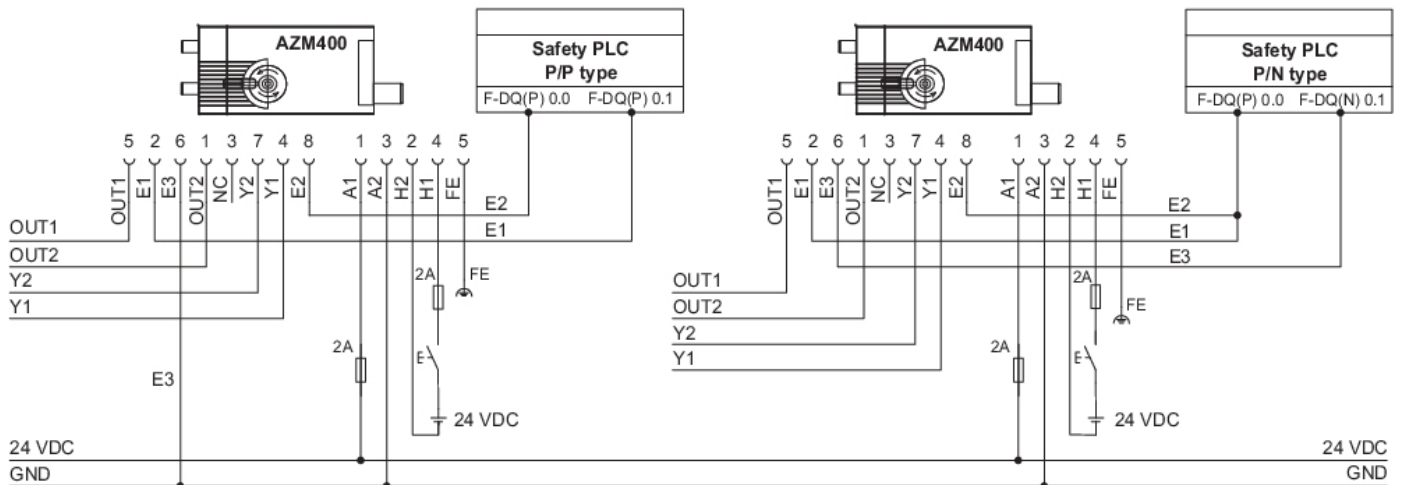 AZM400
Safety PLC
P/P type
F-DQ(P) 0.0 F-DQ(P) 0.1
AZM400
Safety PLC
P/N type
F-DQ(P) 0.0 F-DQ(N) 0.1
5 2 6 1 3 7 4 8 1 3 2 4 5
OUT1 E1 E3 OUT2 NC Y2 Y1 E2 A1 A2 H2 H1 FE
5 2 6 1 3 7 4 8 1 3 2 4 5
OUT1 E1 E3 OUT2 NC Y2 Y1 E2 A1 A2 H2 H1 FE
E2
E1
OUT1
OUT2
Y2
Y1
2A
FE
2A
E3
24 VDC
E2
E1
E3
OUT1
OUT2
Y2
Y1
2A
FE
2A
24 VDC
24 VDC 24 VDC
GND GND